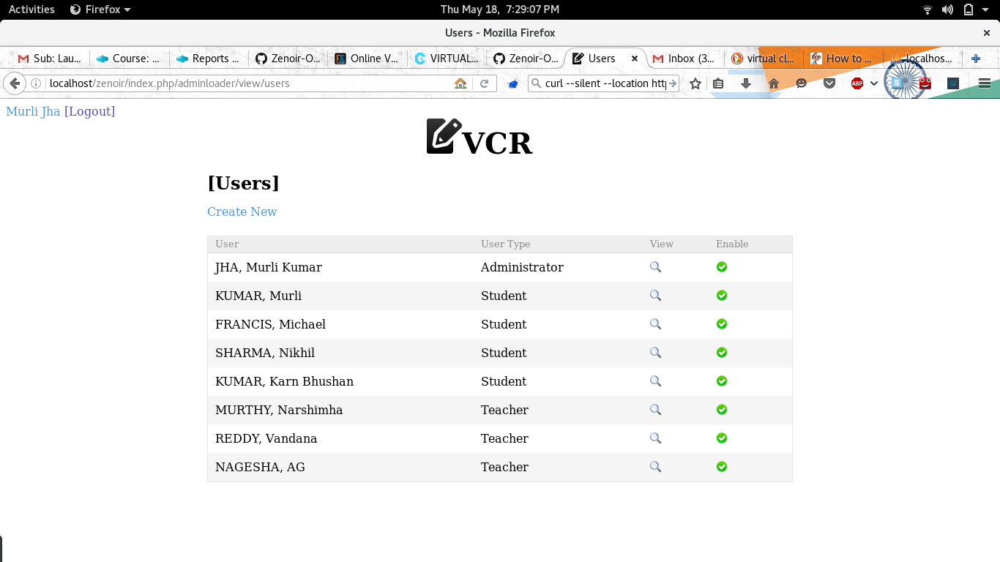 Activities Firefox Thu May 18, 7:29:07 PM
Users - Mozilla Firefox
Sub: Lau... Course: ... Reports ... Zenoir-O... Online V... VIRTUAL... Zenoir-O... Users Inbox (3... virtual cl... How to ... localhos...
localhost/zenoir/index.php/adminloader/view/users curl --silent --location http ABP
Murli Jha [Logout]
VCR
[Users]
Create New
User User Type View Enable
JHA, Murli Kumar Administrator
KUMAR, Murli Student
FRANCIS, Michael Student
SHARMA, Nikhil Student
KUMAR, Karn Bhushan Student
MURTHY, Narshimha Teacher
REDDY, Vandana Teacher
NAGESHA, AG Teacher